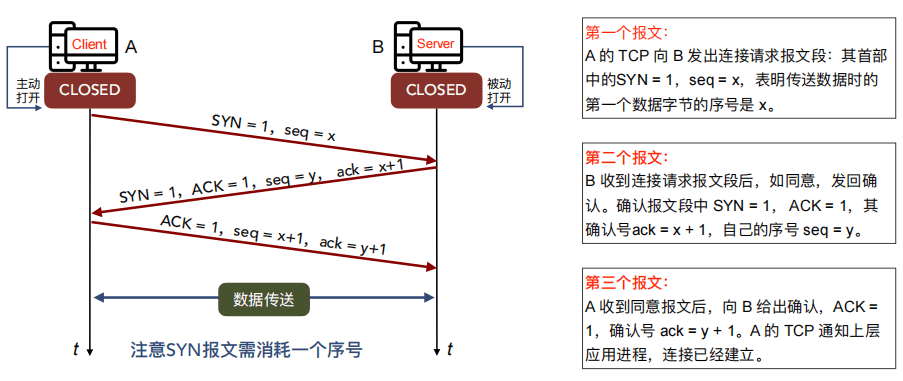 Client
A
B
Server
主动
打开
CLOSED
CLOSED
被动
打开
SYN = 1，seq = x
SYN = 1，ACK = 1，seq = y， ack = x+1
ACK = 1，seq = x+1，ack = y+1
数据传送
t
注意SYN报文需消耗一个序号
t
第一个报文：
A 的 TCP 向 B 发出连接请求报文段：其首部
中的SYN = 1，seq = x，表明传送数据时的
第一个数据字节的序号是 x。
第二个报文：
B 收到连接请求报文段后，如同意，发回确
认。确认报文段中 SYN = 1， ACK = 1，其
确认号ack = x + 1，自己的序号 seq = y。
第三个报文：
A 收到同意报文后，向 B 给出确认，ACK =
1，确认号 ack = y + 1。A 的 TCP 通知上层
应用进程，连接已经建立。